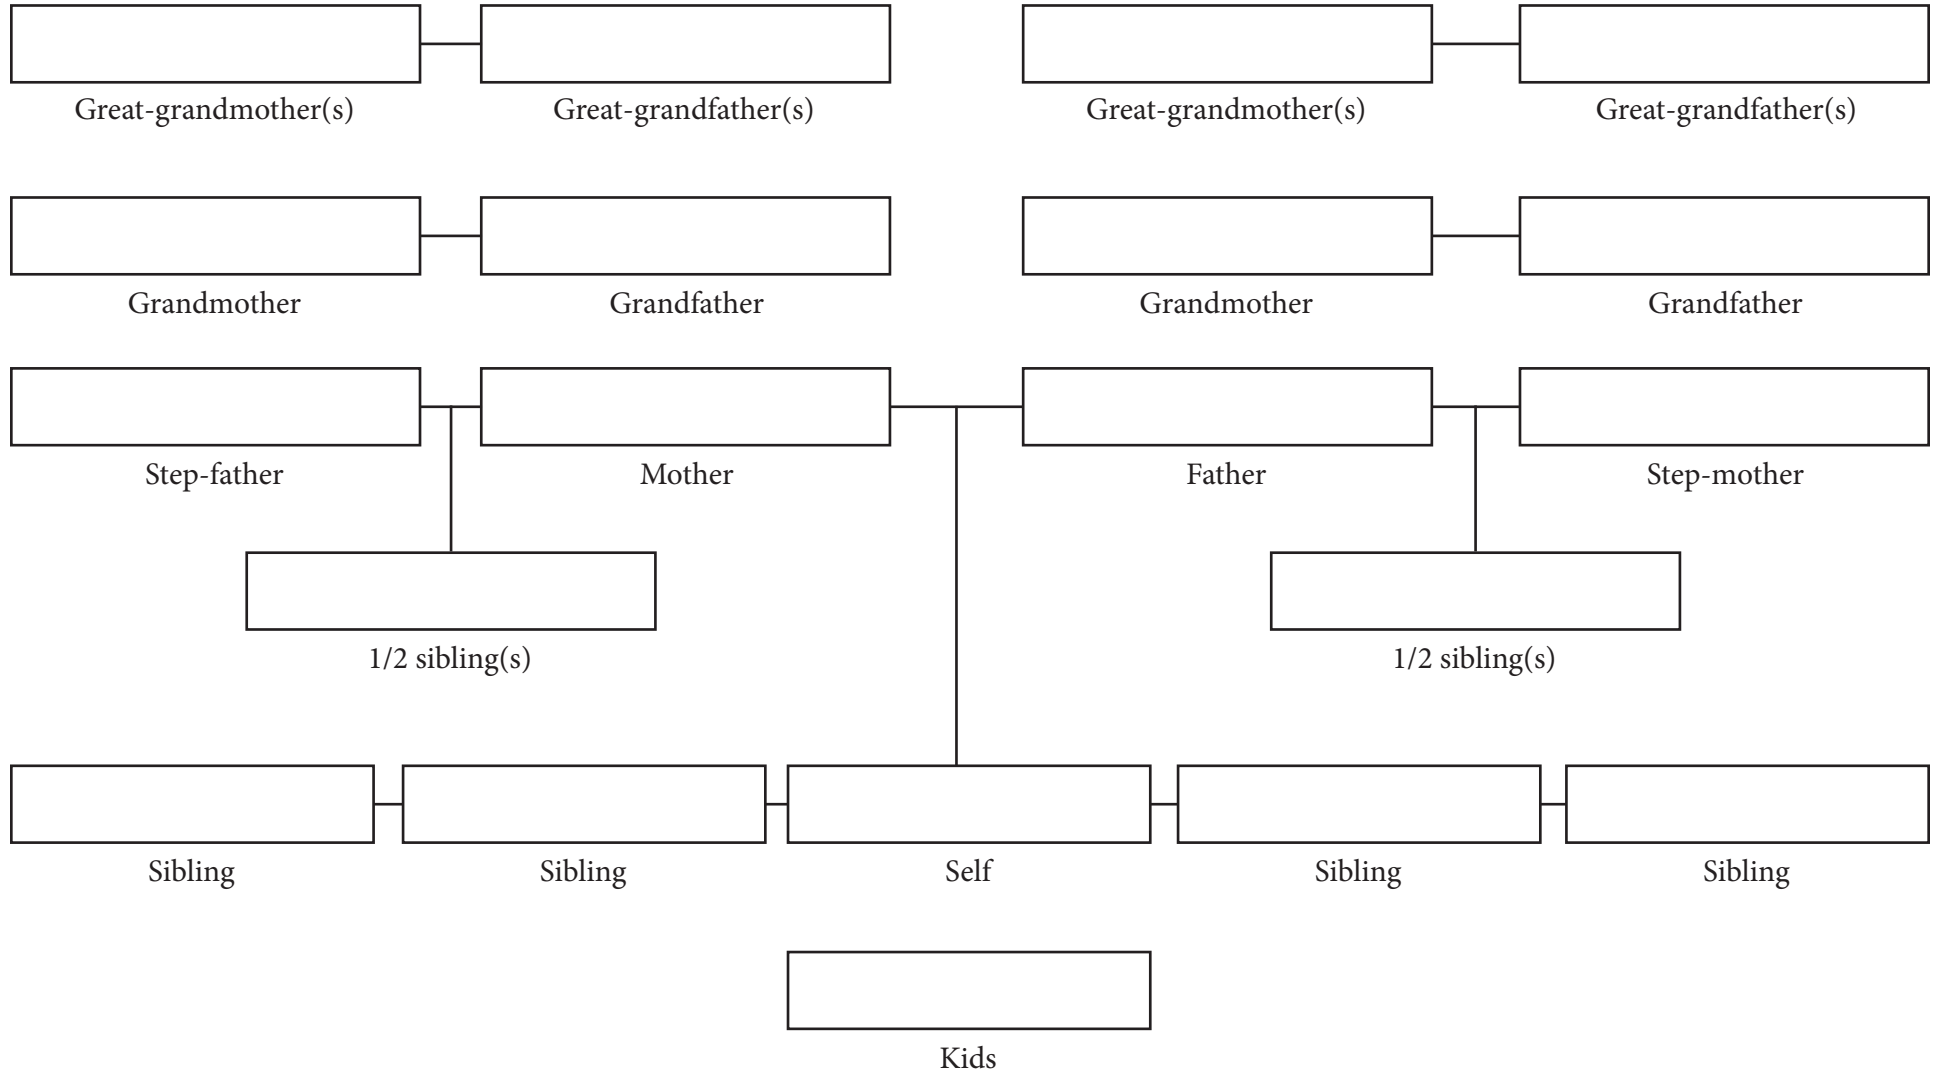 Great-grandmother(s) Great-grandfather(s) Great-grandmother(s) Great-grandfather(s)
Grandmother Grandfather Grandmother Grandfather
Step-father Mother Father Step-mother
1/2 sibling(s) 1/2 sibling(s)
Sibling Sibling Self Sibling Sibling
Kids